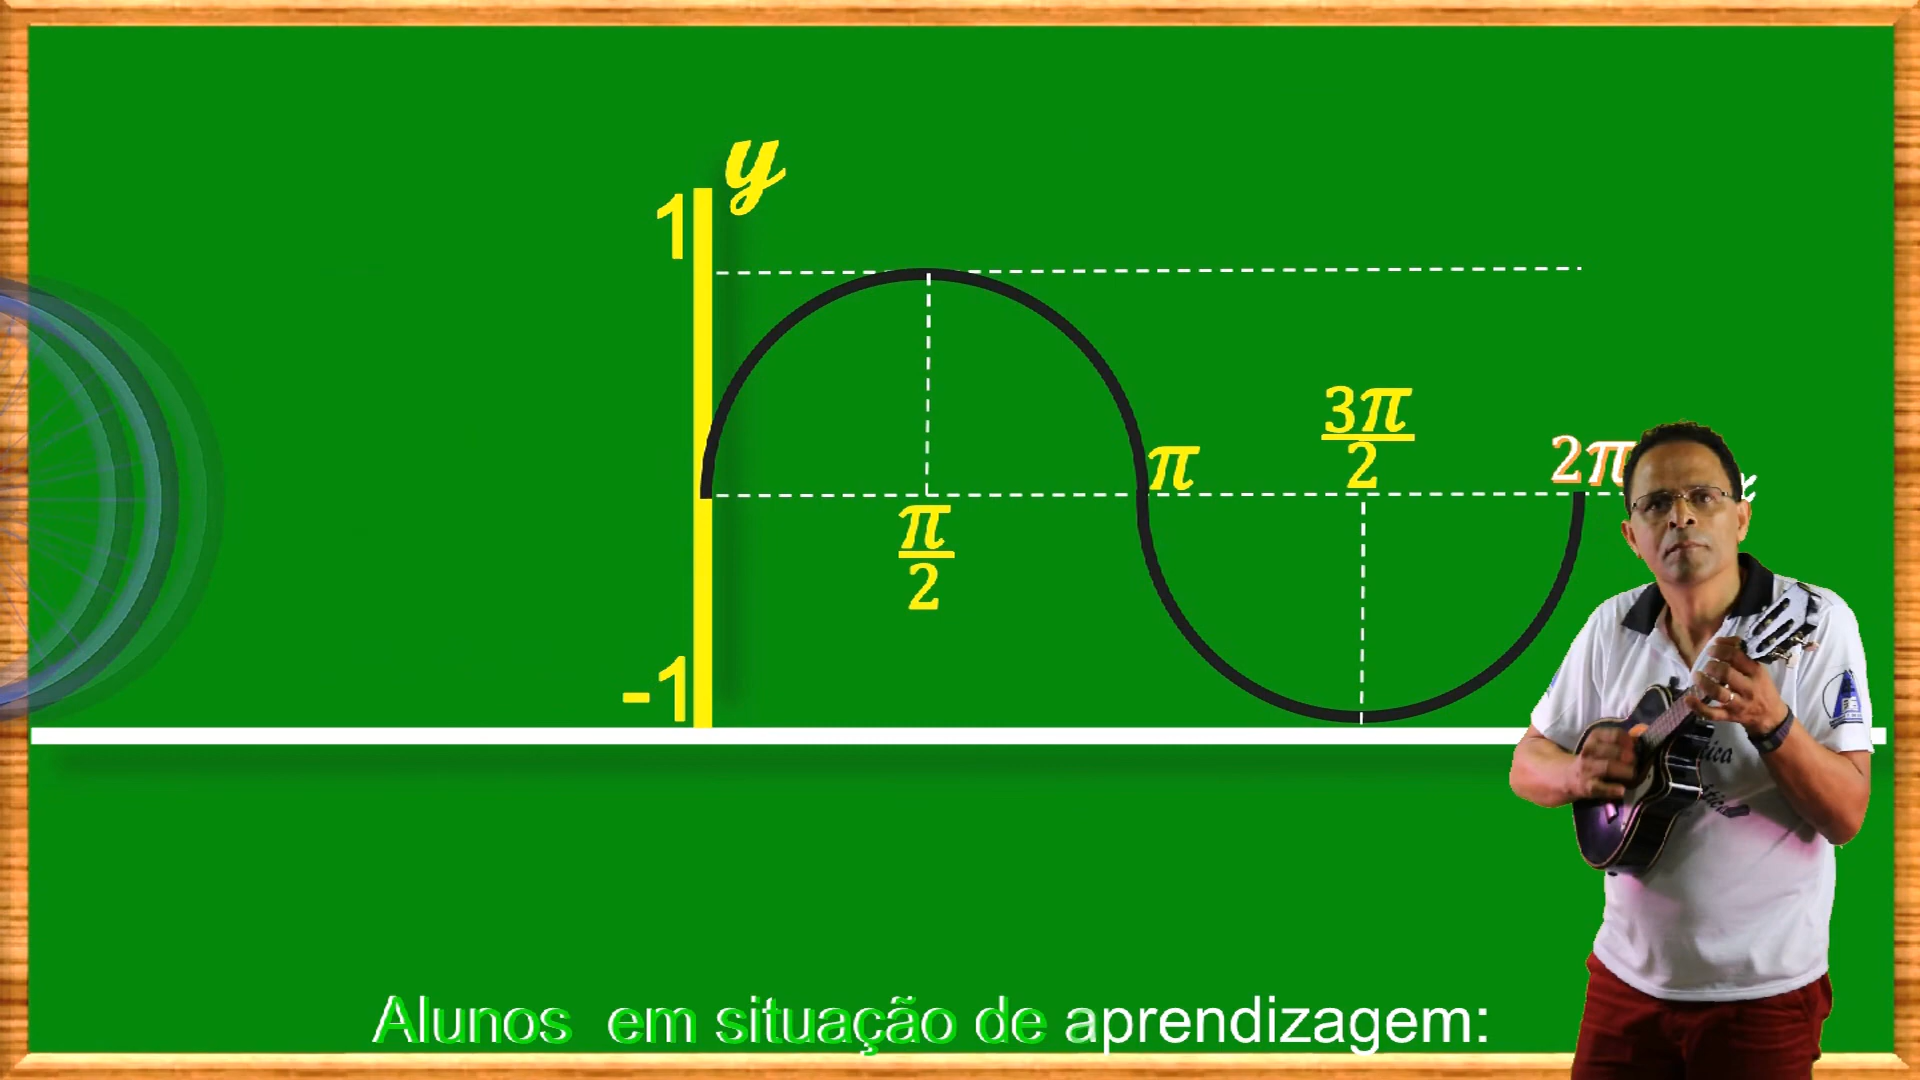 y
1
3π
2
π
2π
π
2
-1
Alunos em situação de aprendizagem: